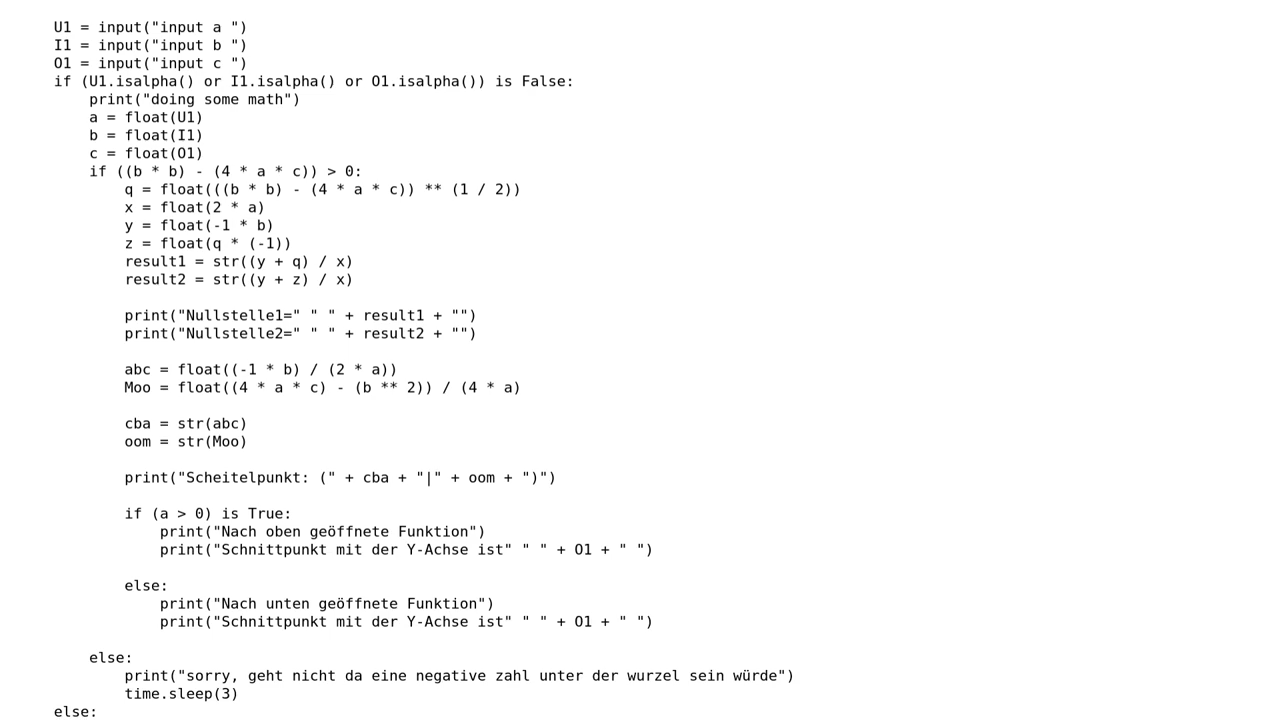 U1 = input("input a ")
I1 = input("input b ")
O1 = input("input c ")
if (U1.isalpha() or I1.isalpha() or O1.isalpha()) is False:
    print("doing some math")
    a = float(U1)
    b = float(I1)
    c = float(O1)
    if ((b * b) - (4 * a * c)) > 0:
        q = float(((b * b) - (4 * a * c)) ** (1 / 2))
        x = float(2 * a)
        y = float(-1 * b)
        z = float(q * (-1))
        result1 = str((y + q) / x)
        result2 = str((y + z) / x)

        print("Nullstelle1=" " " + result1 + "")
        print("Nullstelle2=" " " + result2 + "")

        abc = float((-1 * b) / (2 * a))
        Moo = float((4 * a * c) - (b ** 2)) / (4 * a)

        cba = str(abc)
        oom = str(Moo)

        print("Scheitelpunkt: (" + cba + "|" + oom + ")")

        if (a > 0) is True:
            print("Nach oben geöffnete Funktion")
            print("Schnittpunkt mit der Y-Achse ist" " " + O1 + " ")

        else:
            print("Nach unten geöffnete Funktion")
            print("Schnittpunkt mit der Y-Achse ist" " " + O1 + " ")

    else:
        print("sorry, geht nicht da eine negative zahl unter der wurzel sein würde")
        time.sleep(3)
else: